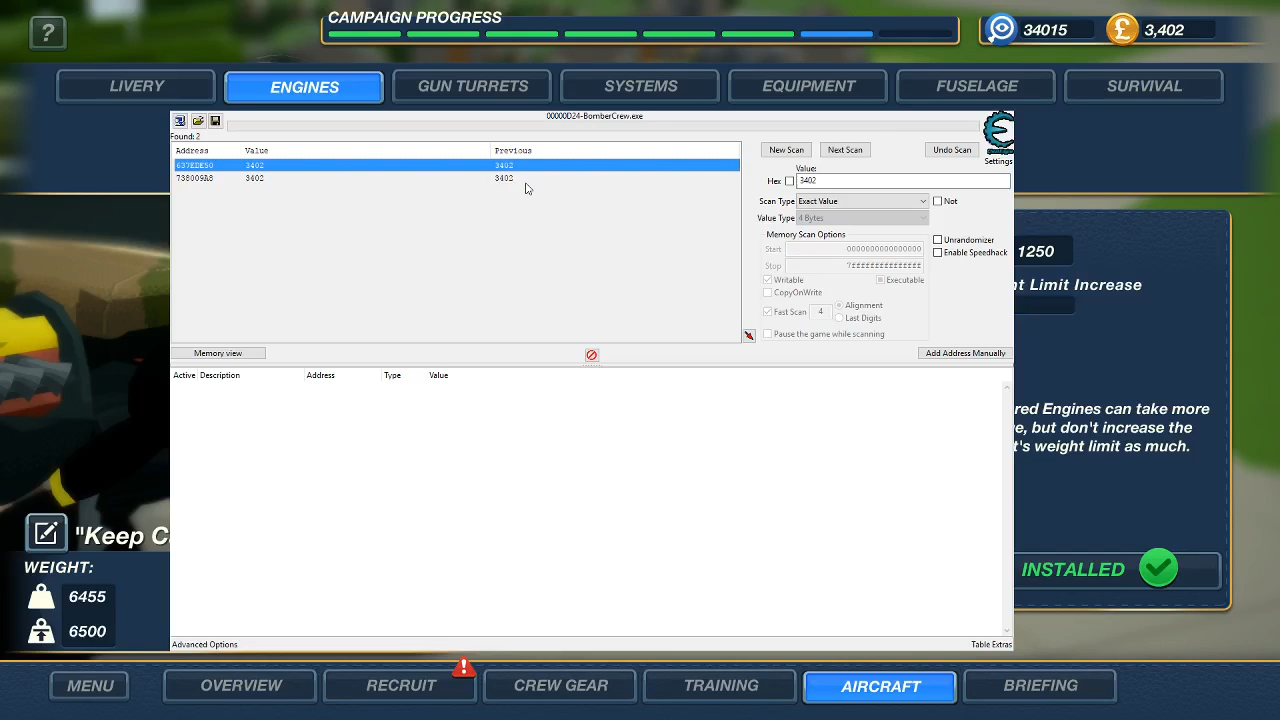 CAMPAIGN PROGRESS
?
34015
£
3,402
LIVERY
ENGINES
GUN TURRETS
SYSTEMS
EQUIPMENT
FUSELAGE
SURVIVAL
00000D24-BomberCrew.exe
Found: 2
Address Value Previous
637EDE50 3402 3402
738009A8 3402 3402
New Scan
Next Scan
Undo Scan
Settings
Value:
Hex 3402
Scan Type Exact Value
Not
Value Type 4 Bytes
Memory Scan Options
Start 0000000000000000
Stop 7fffffffffffffff
Writable
Executable
CopyOnWrite
Fast Scan 4
Alignment
Last Digits
Pause the game while scanning
Unrandomizer
Enable Speedhack
Memory view
Add Address Manually
Active Description Address Type Value
Advanced Options
Table Extras
1250
ht Limit Increase
red Engines can take more
e, but don't increase the
t's weight limit as much.
INSTALLED
"Keep C
WEIGHT:
6455
6500
MENU
OVERVIEW
RECRUIT
!
CREW GEAR
TRAINING
AIRCRAFT
BRIEFING